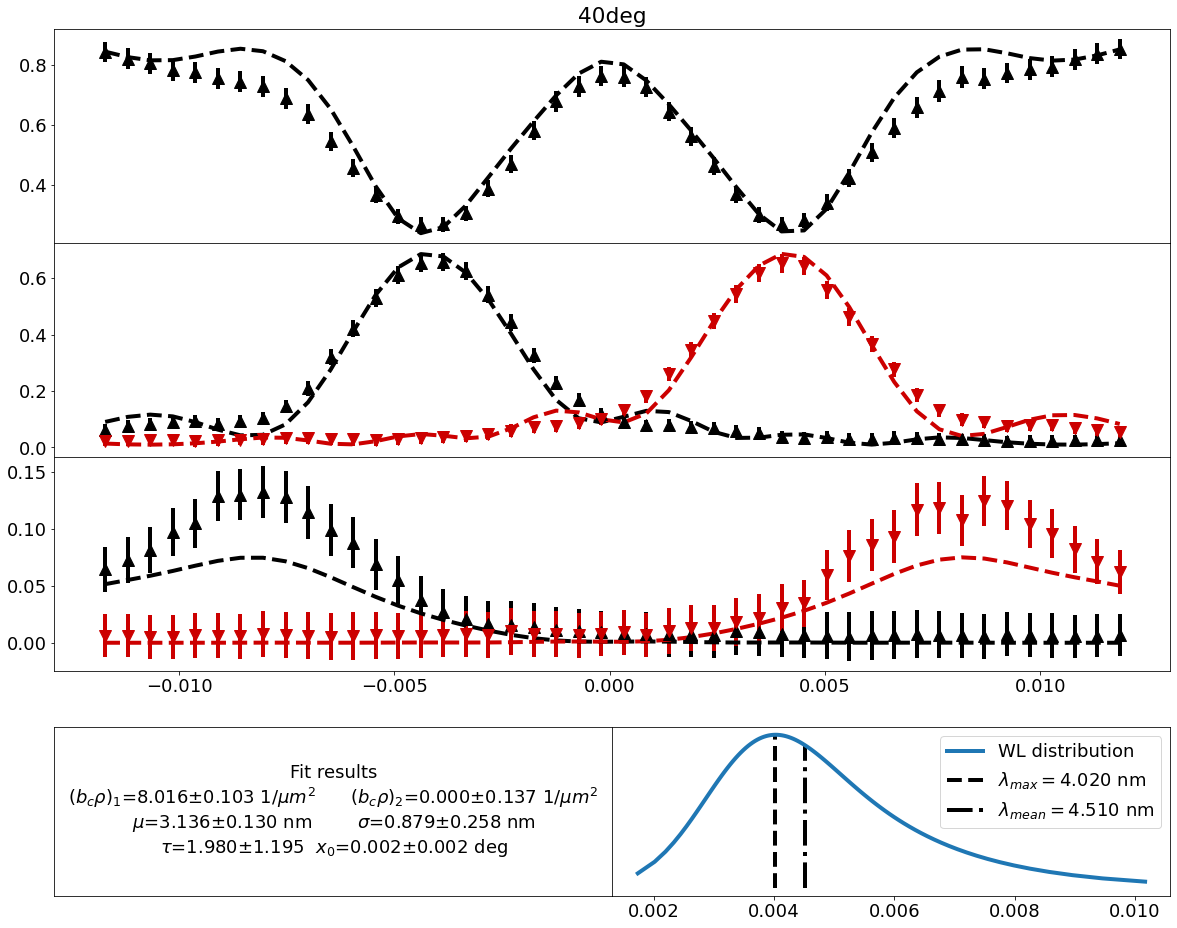 40deg
0.8
0.6
0.4
0.6
0.4
0.2
0.0
0.15
0.10
0.05
0.00
−0.010 −0.005 0.000 0.005 0.010
Fit results
(b_cρ)_1=8.016±0.103 1/μm^2 (b_cρ)_2=0.000±0.137 1/μm^2
μ=3.136±0.130 nm σ=0.879±0.258 nm
τ=1.980±1.195 x_0=0.002±0.002 deg
WL distribution
λ_max = 4.020 nm
λ_mean = 4.510 nm
0.002 0.004 0.006 0.008 0.010